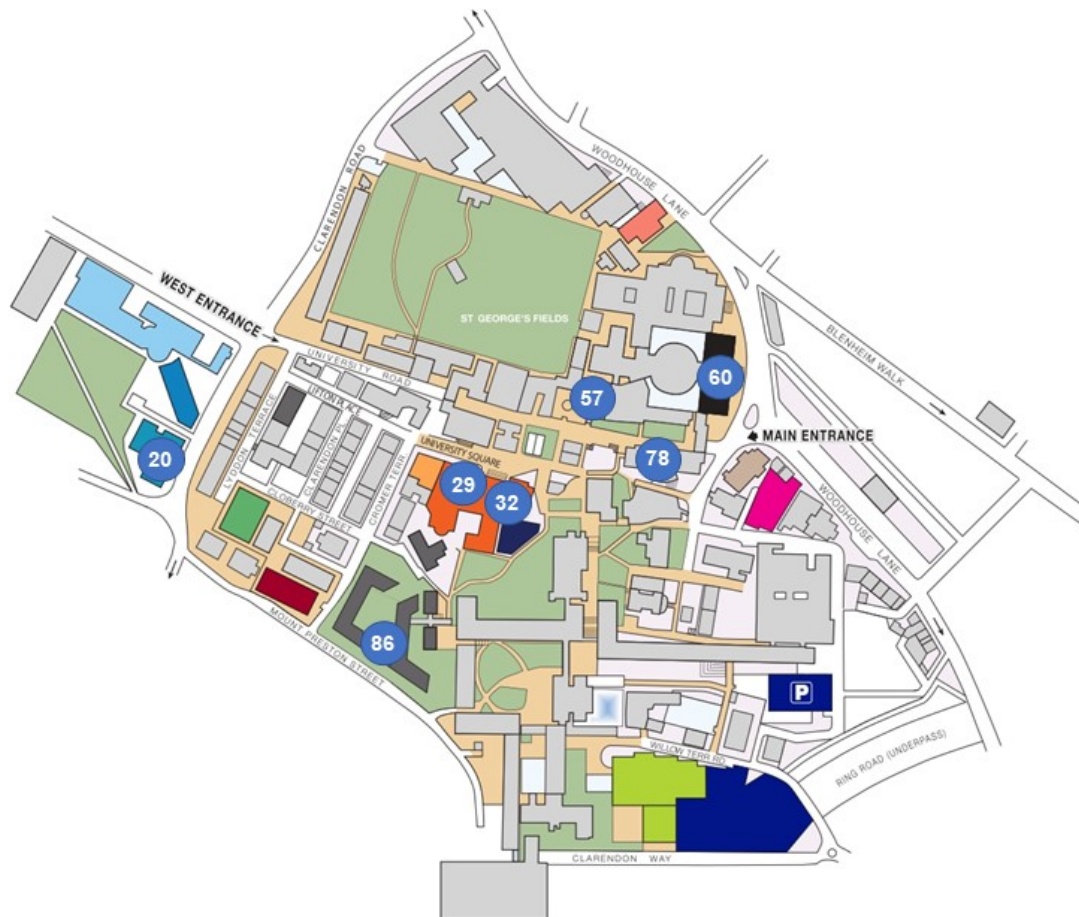 WOODHOUSE LANE
CLARENDON ROAD
WEST ENTRANCE
ST GEORGE'S FIELDS
BLENHEIM WALK
UNIVERSITY ROAD
60
57
LIFTON PLACE
MAIN ENTRANCE
UNIVERSITY SQUARE
78
20
LYDDON TERRACE
CLARENDON PL
CROMER TERR
29
32
WOODHOUSE LANE
CLOBERRY STREET
MOUNT PRESTON STREET
86
P
WILLOW TERR RD
RING ROAD (UNDERPASS)
CLARENDON WAY